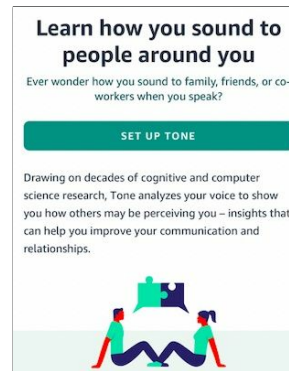 Learn how you sound to
people around you
Ever wonder how you sound to family, friends, or co-
workers when you speak?
SET UP TONE
Drawing on decades of cognitive and computer
science research, Tone analyzes your voice to show
you how others may be perceiving you – insights that
can help you improve your communication and
relationships.